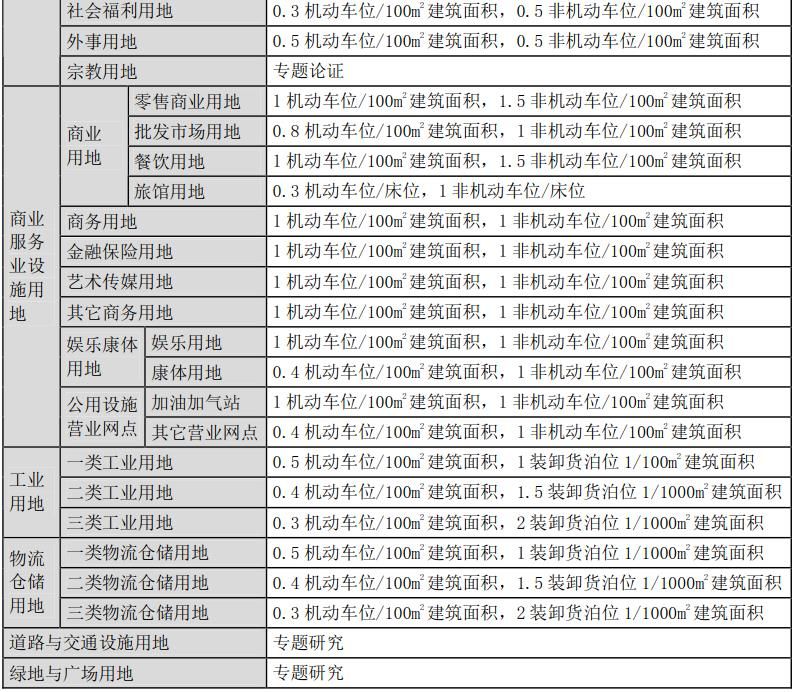 社会福利用地 0.3 机动车位/100㎡建筑面积，0.5 非机动车位/100㎡建筑面积
外事用地 0.5 机动车位/100㎡建筑面积，0.5 非机动车位/100㎡建筑面积
宗教用地 专题论证
商业服务业设施用地
商业用地
零售商业用地 1 机动车位/100㎡建筑面积，1.5 非机动车位/100㎡建筑面积
批发市场用地 0.8 机动车位/100㎡建筑面积，1 非机动车位/100㎡建筑面积
餐饮用地 1 机动车位/100㎡建筑面积，1.5 非机动车位/100㎡建筑面积
旅馆用地 0.3 机动车位/床位，1 非机动车位/床位
商务用地 1 机动车位/100㎡建筑面积，1 非机动车位/100㎡建筑面积
金融保险用地 1 机动车位/100㎡建筑面积，1 非机动车位/100㎡建筑面积
艺术传媒用地 1 机动车位/100㎡建筑面积，1 非机动车位/100㎡建筑面积
其它商务用地 1 机动车位/100㎡建筑面积，1 非机动车位/100㎡建筑面积
娱乐康体用地
娱乐用地 1 机动车位/100㎡建筑面积，1 非机动车位/100㎡建筑面积
康体用地 0.4 机动车位/100㎡建筑面积，1 非机动车位/100㎡建筑面积
公用设施营业网点
加油加气站 1 机动车位/100㎡建筑面积，1 非机动车位/100㎡建筑面积
其它营业网点 0.4 机动车位/100㎡建筑面积，1 非机动车位/100㎡建筑面积
工业用地
一类工业用地 0.5 机动车位/100㎡建筑面积，1 装卸货泊位 1/100㎡建筑面积
二类工业用地 0.4 机动车位/100㎡建筑面积，1.5 装卸货泊位 1/1000㎡建筑面积
三类工业用地 0.3 机动车位/100㎡建筑面积，2 装卸货泊位 1/1000㎡建筑面积
物流仓储用地
一类物流仓储用地 0.5 机动车位/100㎡建筑面积，1 装卸货泊位 1/1000㎡建筑面积
二类物流仓储用地 0.4 机动车位/100㎡建筑面积，1.5 装卸货泊位 1/1000㎡建筑面积
三类物流仓储用地 0.3 机动车位/100㎡建筑面积，2 装卸货泊位 1/1000㎡建筑面积
道路与交通设施用地 专题研究
绿地与广场用地 专题研究